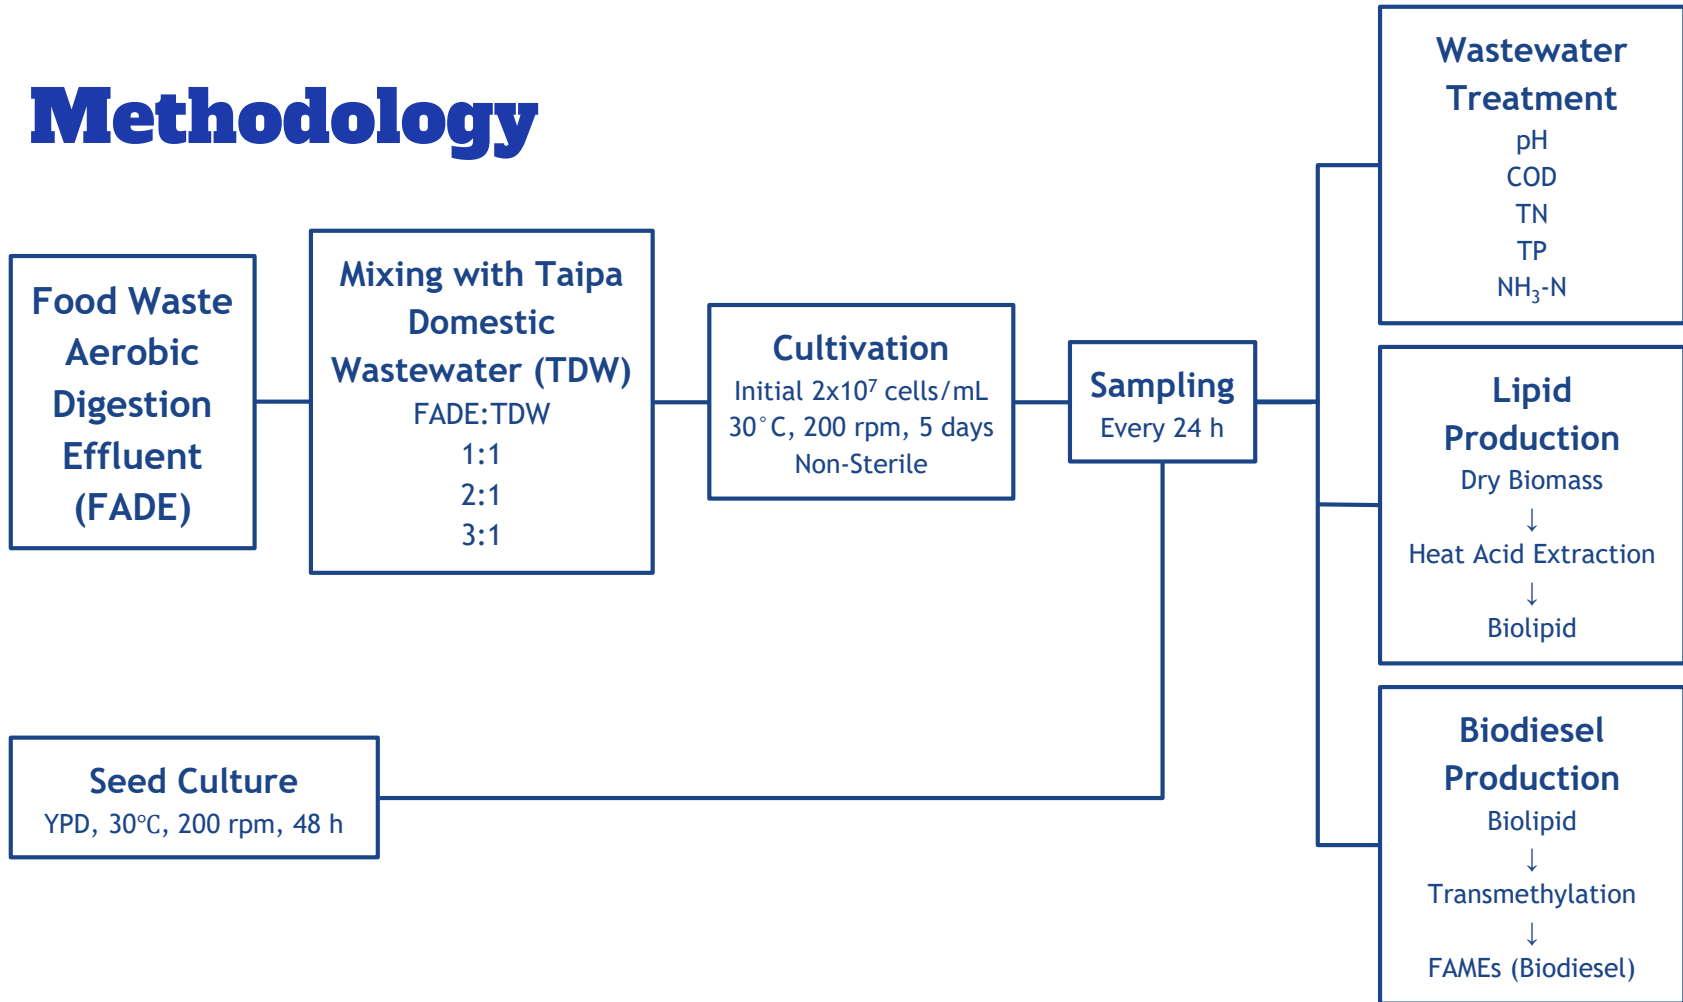 Methodology
Food Waste
Aerobic
Digestion
Effluent
(FADE)
Mixing with Taipa
Domestic
Wastewater (TDW)
FADE:TDW
1:1
2:1
3:1
Cultivation
Initial 2x10⁷ cells/mL
30°C, 200 rpm, 5 days
Non-Sterile
Sampling
Every 24 h
Seed Culture
YPD, 30℃, 200 rpm, 48 h
Wastewater
Treatment
pH
COD
TN
TP
NH₃-N
Lipid
Production
Dry Biomass
↓
Heat Acid Extraction
↓
Biolipid
Biodiesel
Production
Biolipid
↓
Transmethylation
↓
FAMEs (Biodiesel)